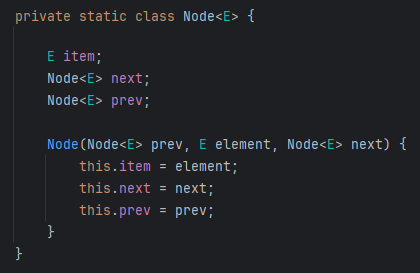 private static class Node<E> {
E item;
Node<E> next;
Node<E> prev;
Node(Node<E> prev, E element, Node<E> next) {
this.item = element;
this.next = next;
this.prev = prev;
}
}